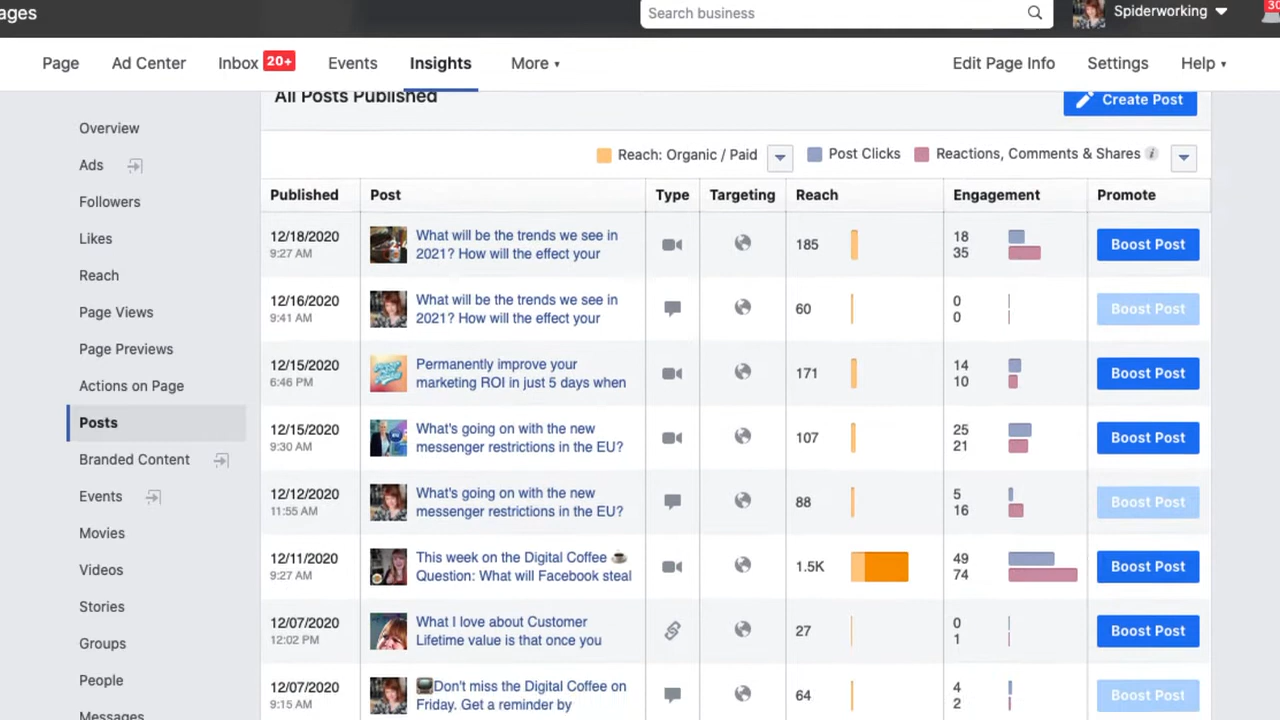 ages
Search business
Spiderworking
30
Page
Ad Center
Inbox
20+
Events
Insights
More
Edit Page Info
Settings
Help
All Posts Published
Create Post
Overview
Ads
Followers
Likes
Reach
Page Views
Page Previews
Actions on Page
Posts
Branded Content
Events
Movies
Videos
Stories
Groups
People
Messages
Reach: Organic / Paid
Post Clicks
Reactions, Comments & Shares
i
Published
Post
Type
Targeting
Reach
Engagement
Promote
12/18/2020
9:27 AM
What will be the trends we see in
2021? How will the effect your
185
18
35
Boost Post
12/16/2020
9:41 AM
What will be the trends we see in
2021? How will the effect your
60
0
0
Boost Post
12/15/2020
6:46 PM
Permanently improve your
marketing ROI in just 5 days when
171
14
10
Boost Post
12/15/2020
9:30 AM
What's going on with the new
messenger restrictions in the EU?
107
25
21
Boost Post
12/12/2020
11:55 AM
What's going on with the new
messenger restrictions in the EU?
88
5
16
Boost Post
12/11/2020
9:27 AM
This week on the Digital Coffee ☕
Question: What will Facebook steal
1.5K
49
74
Boost Post
12/07/2020
12:02 PM
What I love about Customer
Lifetime value is that once you
27
0
1
Boost Post
12/07/2020
9:15 AM
📺Don't miss the Digital Coffee on
Friday. Get a reminder by
64
4
2
Boost Post